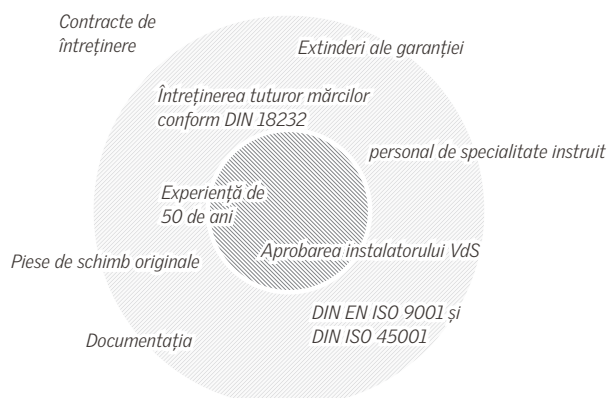 Contracte de
întreținere
Extinderi ale garanției
Întreținerea tuturor mărcilor
conform DIN 18232
personal de specialitate instruit
Experiență de
50 de ani
Aprobarea instalatorului VdS
Piese de schimb originale
DIN EN ISO 9001 și
DIN ISO 45001
Documentația